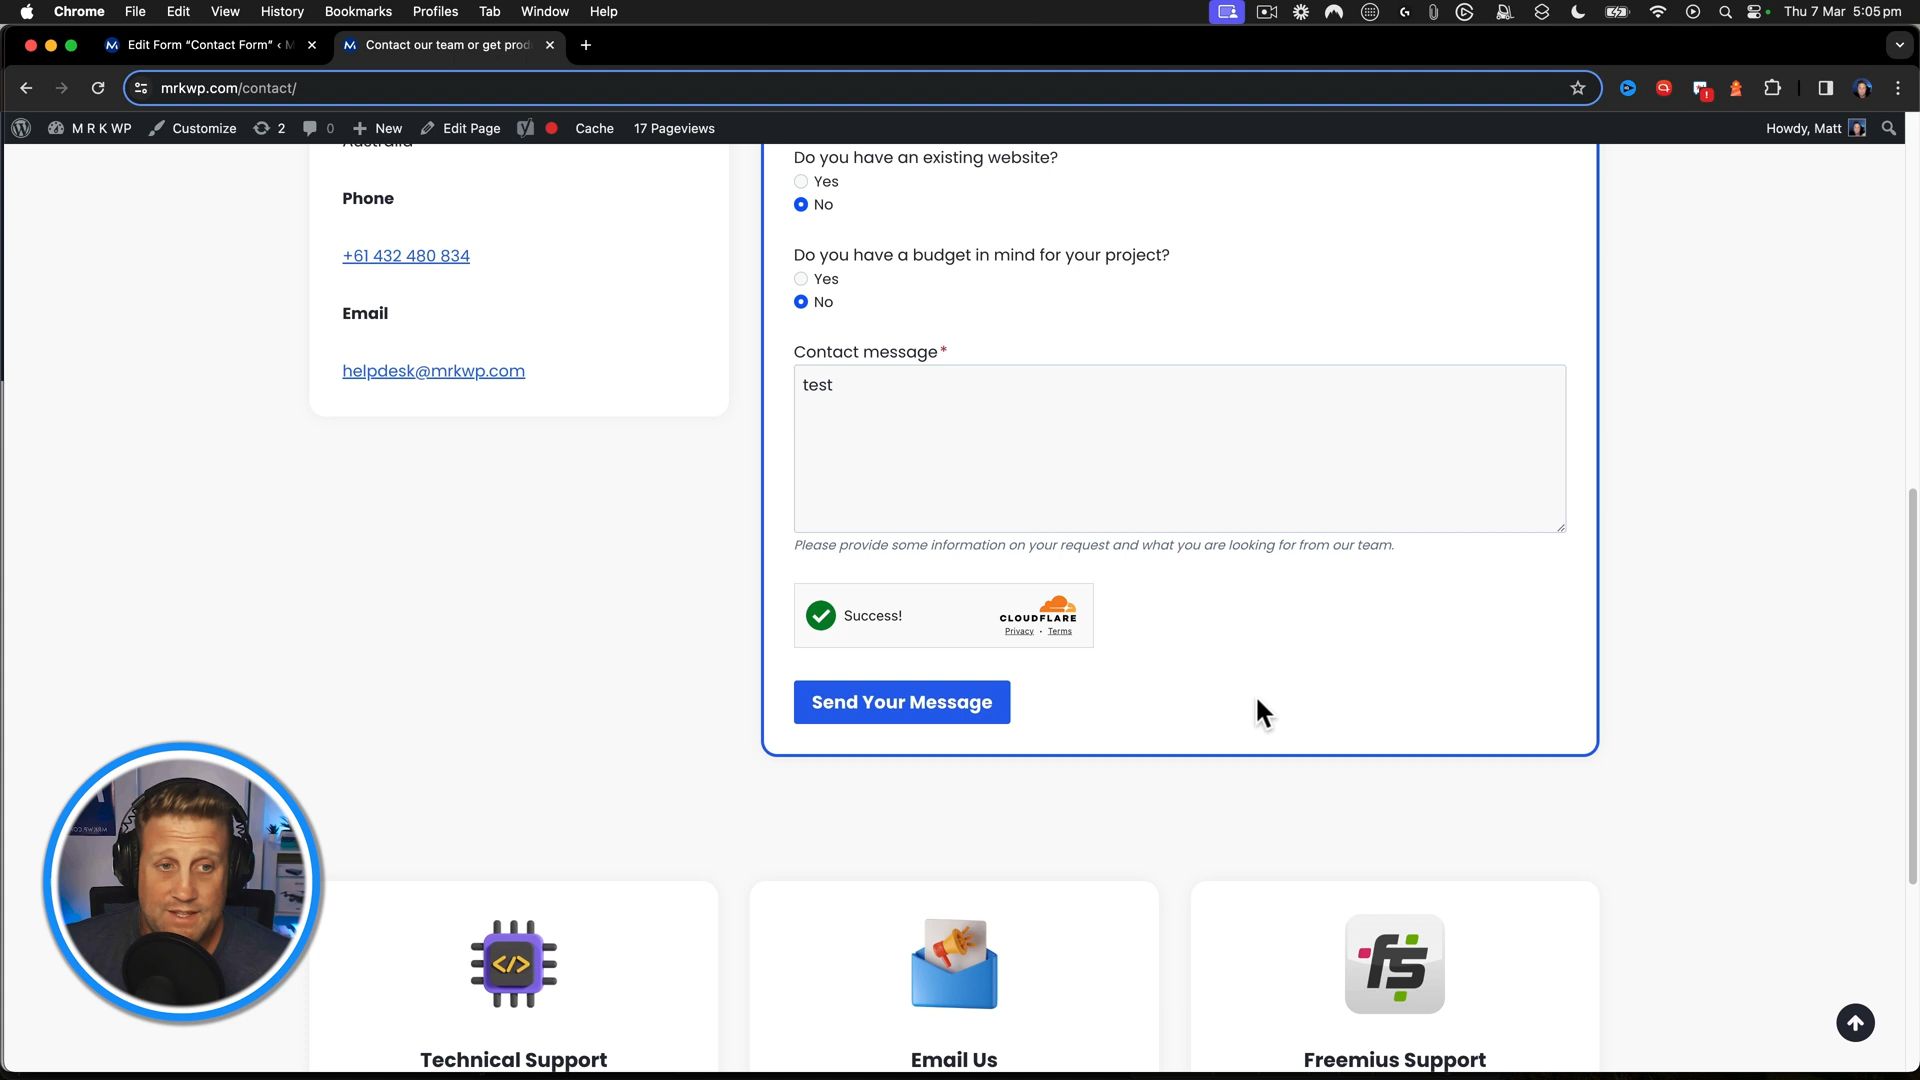 Chrome File Edit View History Bookmarks Profiles Tab Window Help Thu 7 Mar 5:05 pm
Edit Form “Contact Form” ‹ M Contact our team or get prod
mrkwp.com/contact/
M R K WP Customize 2 0 New Edit Page Cache 17 Pageviews Howdy, Matt
Australia
Phone
+61 432 480 834
Email
helpdesk@mrkwp.com
Do you have an existing website?
Yes
No
Do you have a budget in mind for your project?
Yes
No
Contact message*
test
Please provide some information on your request and what you are looking for from our team.
Success!
CLOUDFLARE
Privacy · Terms
Send Your Message
</>
fs
Technical Support
Email Us
Freemius Support